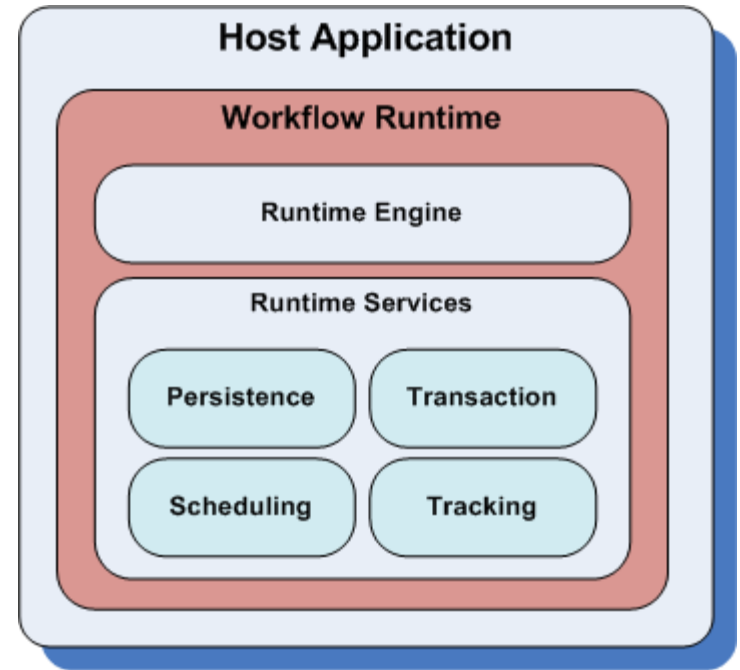 Host Application
Workflow Runtime
Runtime Engine
Runtime Services
Persistence
Transaction
Scheduling
Tracking